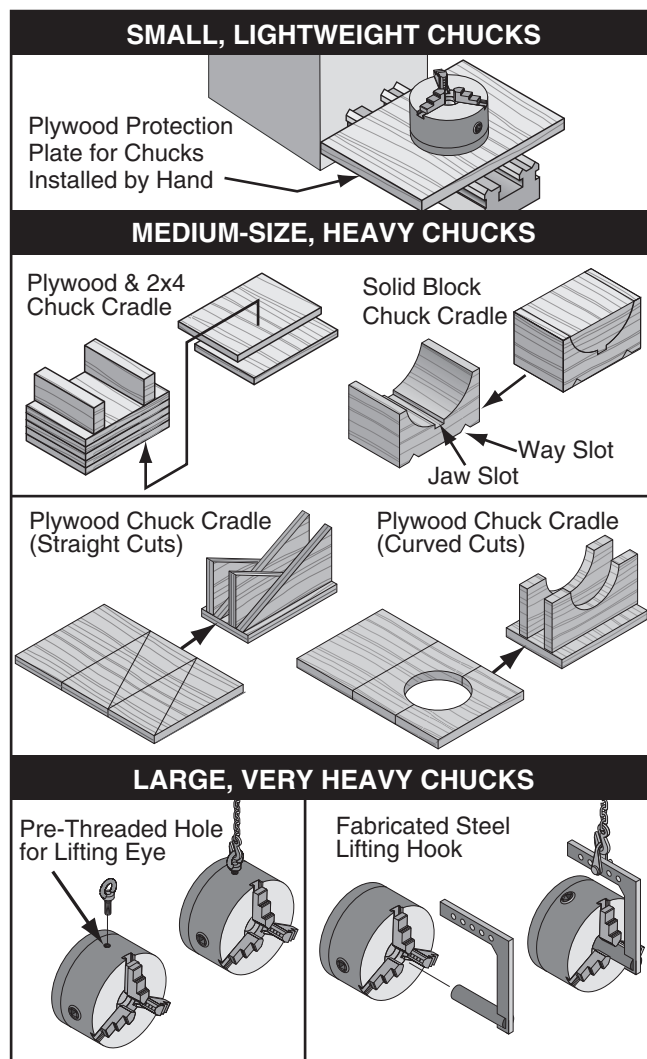 SMALL, LIGHTWEIGHT CHUCKS
Plywood Protection
Plate for Chucks
Installed by Hand
MEDIUM-SIZE, HEAVY CHUCKS
Plywood & 2x4
Chuck Cradle
Solid Block
Chuck Cradle
Way Slot
Jaw Slot
Plywood Chuck Cradle
(Straight Cuts)
Plywood Chuck Cradle
(Curved Cuts)
LARGE, VERY HEAVY CHUCKS
Pre-Threaded Hole
for Lifting Eye
Fabricated Steel
Lifting Hook